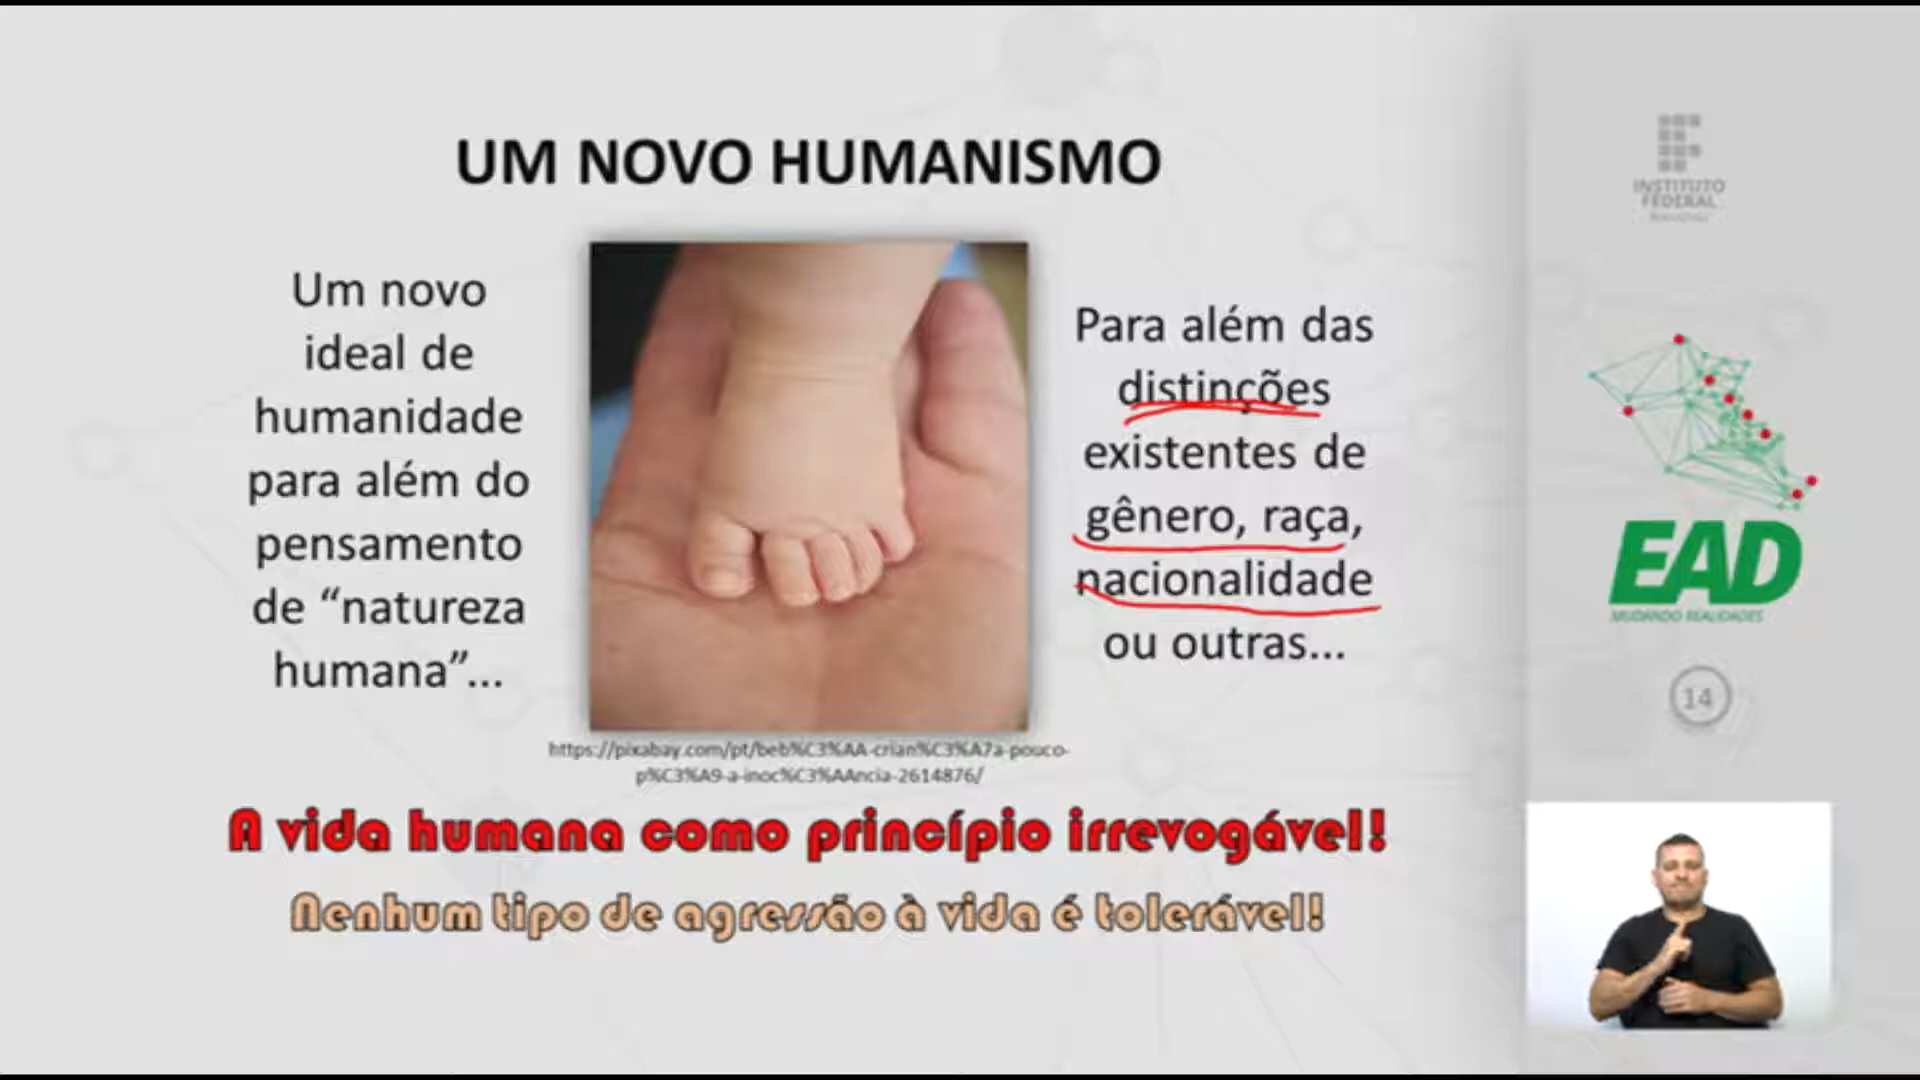 UM NOVO HUMANISMO
Um novo
ideal de
humanidade
para além do
pensamento
de “natureza
humana”...
Para além das
distinções
existentes de
gênero, raça,
nacionalidade
ou outras...
https://pixabay.com/pt/beb%C3%AA-crian%C3%A7a-pouco-
p%C3%A9-a-inoc%C3%AAncia-2614876/
A vida humana como princípio irrevogável!
Nenhum tipo de agressão à vida é tolerável!
INSTITUTO
FEDERAL
EAD
MUDANDO REALIDADES
14